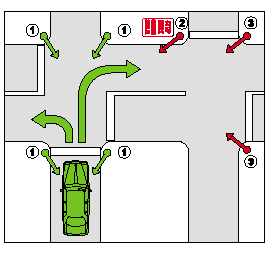 ① ① ② ③
① ① ③